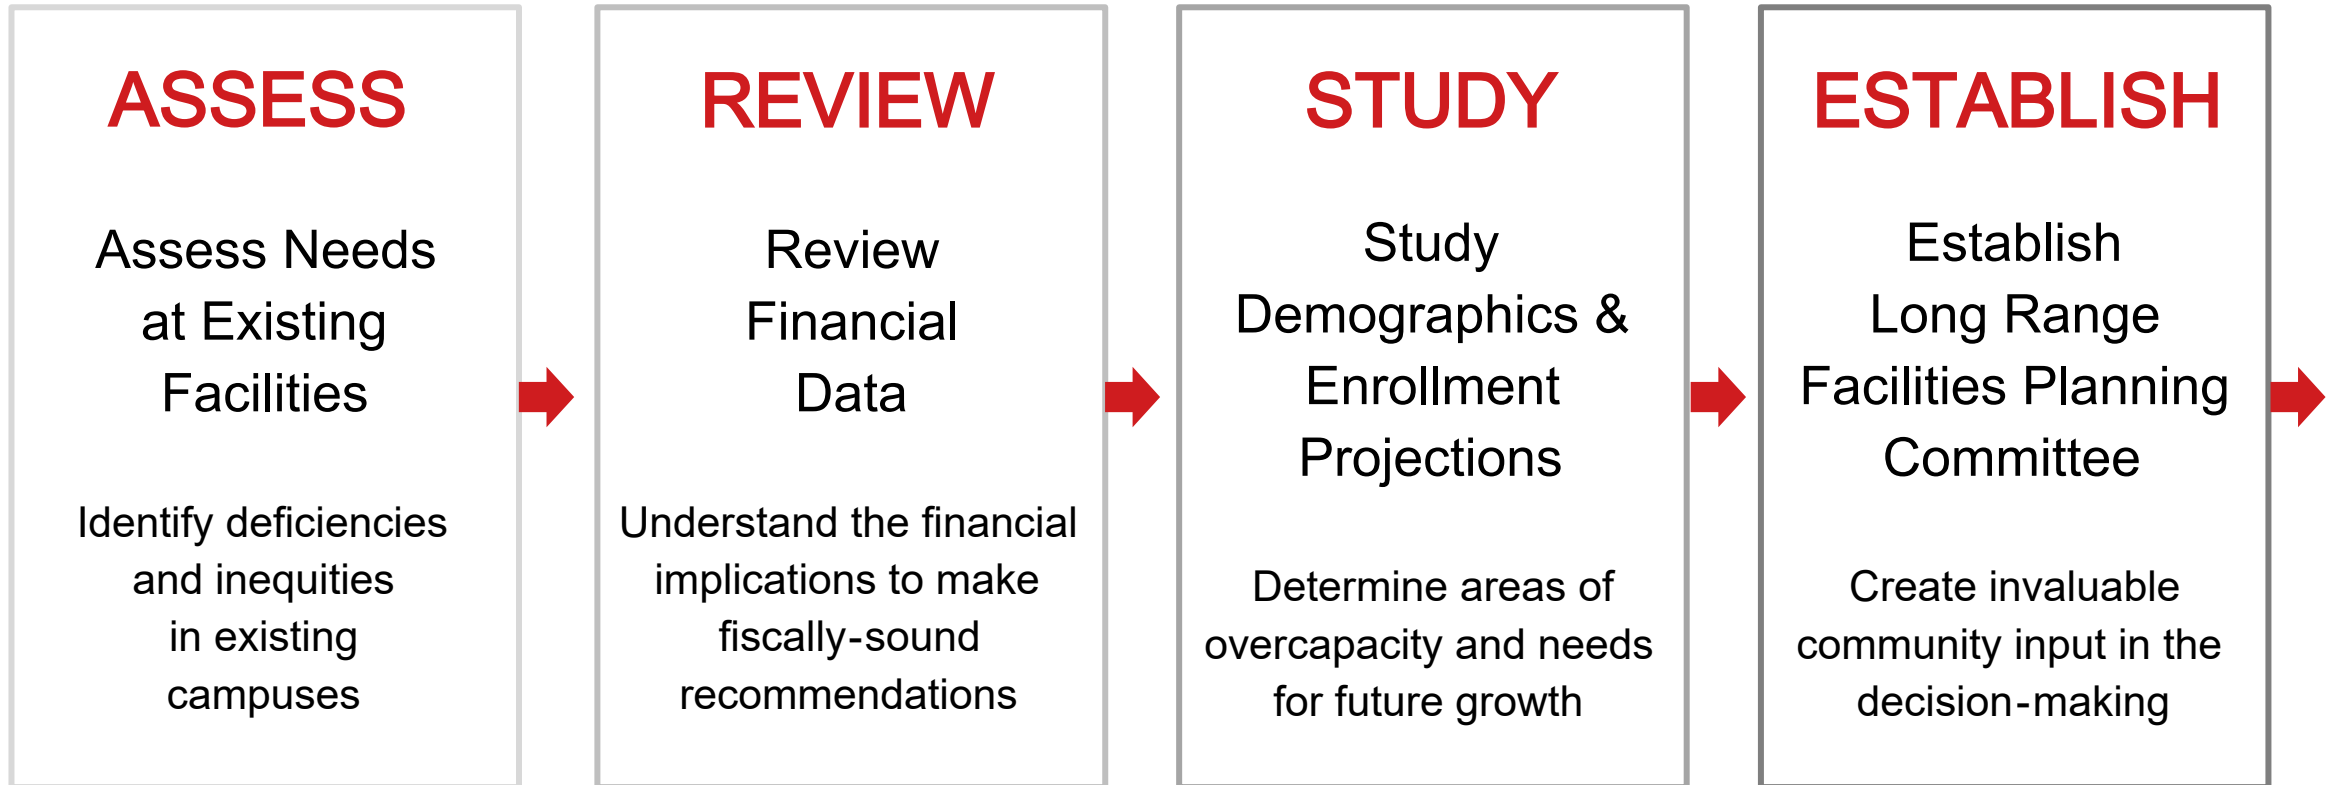 ASSESS
Assess Needs
at Existing
Facilities
Identify deficiencies
and inequities
in existing
campuses
REVIEW
Review
Financial
Data
Understand the financial
implications to make
fiscally-sound
recommendations
STUDY
Study
Demographics &
Enrollment
Projections
Determine areas of
overcapacity and needs
for future growth
ESTABLISH
Establish
Long Range
Facilities Planning
Committee
Create invaluable
community input in the
decision-making